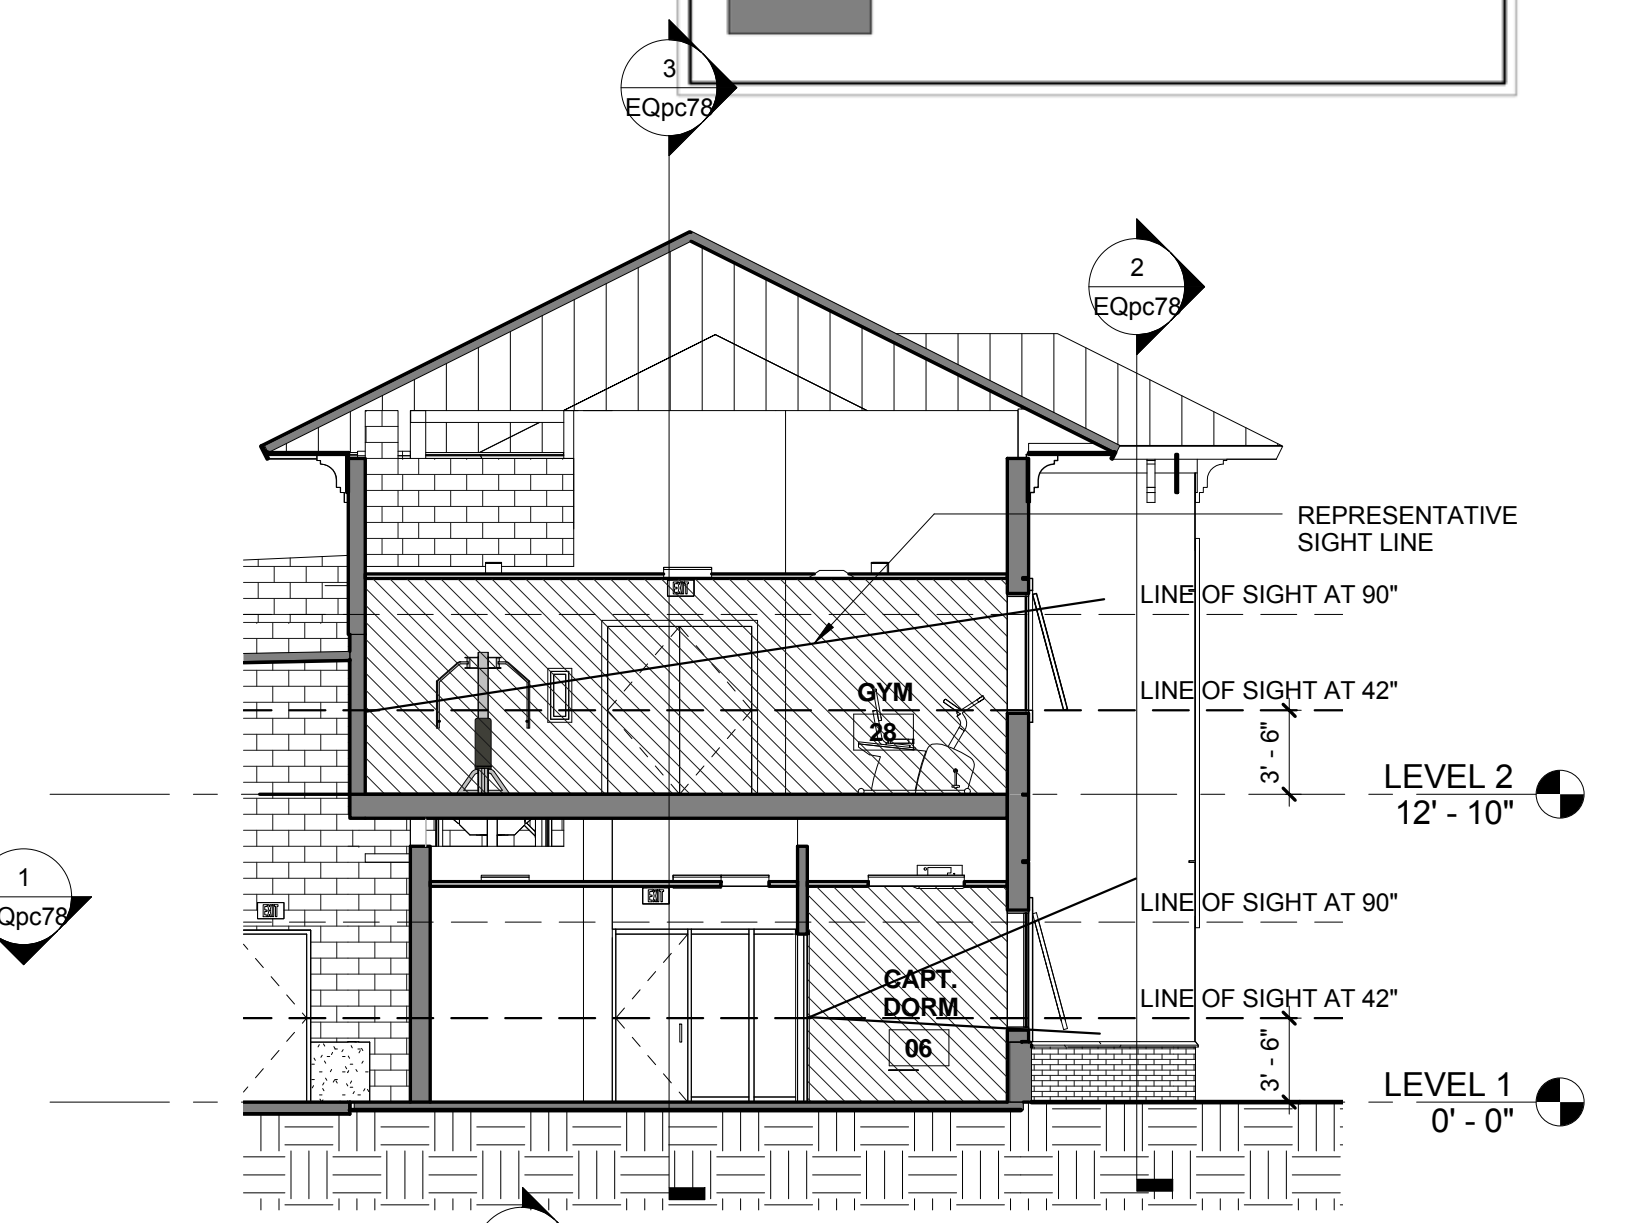 3
EQpc78
2
EQpc78
REPRESENTATIVE
SIGHT LINE
EXIT
LINE OF SIGHT AT 90"
GYM
28
LINE OF SIGHT AT 42"
3' - 6"
LEVEL 2
12' - 10"
1
Qpc78
EXIT
EXIT
LINE OF SIGHT AT 90"
CAPT.
DORM
06
LINE OF SIGHT AT 42"
3' - 6"
LEVEL 1
0' - 0"